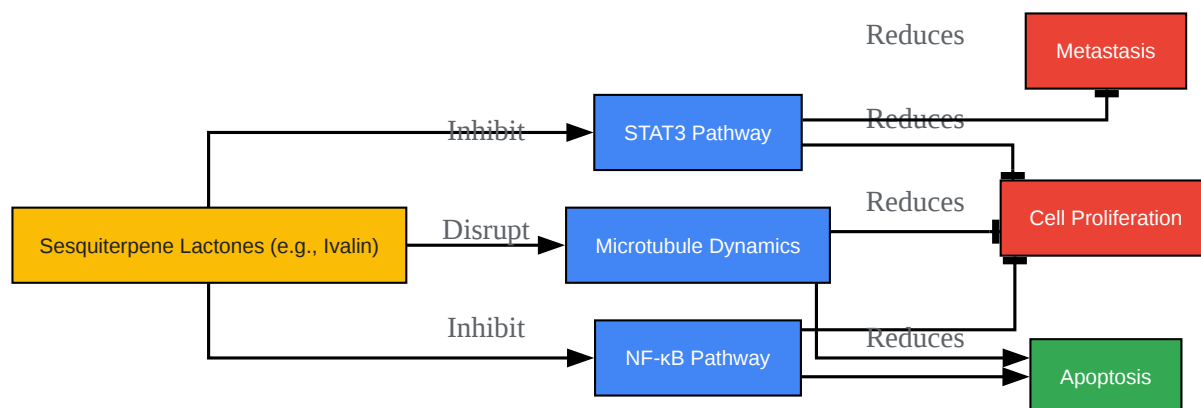 Reduces
Metastasis
Inhibit
STAT3 Pathway
Reduces
Sesquiterpene Lactones (e.g., Ivalin)
Disrupt
Microtubule Dynamics
Reduces
Cell Proliferation
Inhibit
NF-κB Pathway
Reduces
Apoptosis